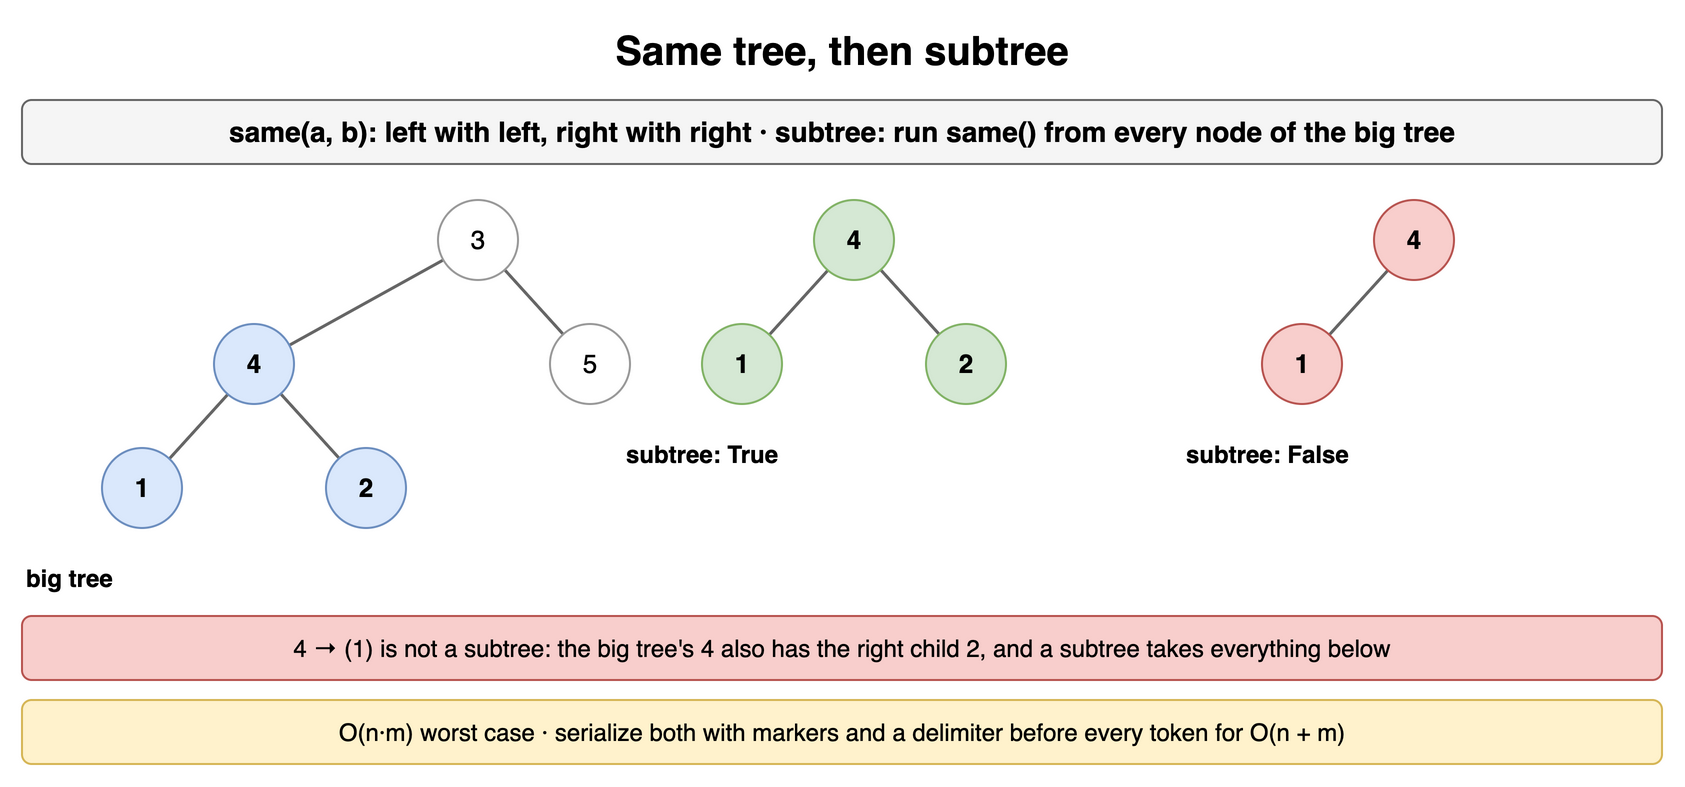 Same tree, then subtree
same(a, b): left with left, right with right · subtree: run same() from every node of the big tree
3
4
4
4
5
1
2
1
1
2
subtree: True
subtree: False
big tree
4 → (1) is not a subtree: the big tree's 4 also has the right child 2, and a subtree takes everything below
O(n·m) worst case · serialize both with markers and a delimiter before every token for O(n + m)